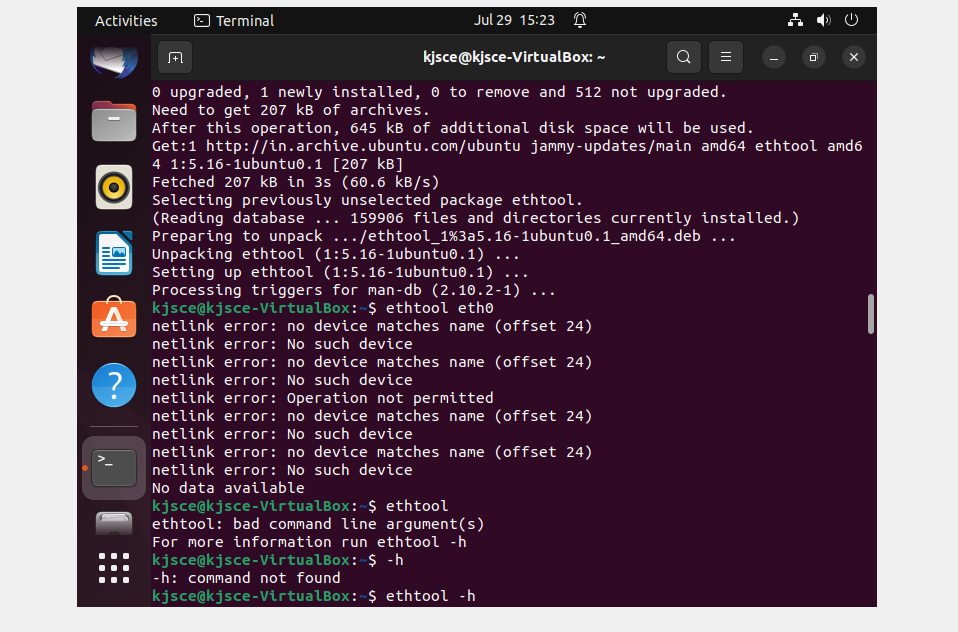 Activities
Terminal
Jul 29 15:23
kjsce@kjsce-VirtualBox: ~
0 upgraded, 1 newly installed, 0 to remove and 512 not upgraded.
Need to get 207 kB of archives.
After this operation, 645 kB of additional disk space will be used.
Get:1 http://in.archive.ubuntu.com/ubuntu jammy-updates/main amd64 ethtool amd6
4 1:5.16-1ubuntu0.1 [207 kB]
Fetched 207 kB in 3s (60.6 kB/s)
Selecting previously unselected package ethtool.
(Reading database ... 159906 files and directories currently installed.)
Preparing to unpack .../ethtool_1%3a5.16-1ubuntu0.1_amd64.deb ...
Unpacking ethtool (1:5.16-1ubuntu0.1) ...
Setting up ethtool (1:5.16-1ubuntu0.1) ...
Processing triggers for man-db (2.10.2-1) ...
kjsce@kjsce-VirtualBox:~$ ethtool eth0
netlink error: no device matches name (offset 24)
netlink error: No such device
netlink error: no device matches name (offset 24)
netlink error: No such device
netlink error: Operation not permitted
netlink error: no device matches name (offset 24)
netlink error: No such device
netlink error: no device matches name (offset 24)
netlink error: No such device
No data available
kjsce@kjsce-VirtualBox:~$ ethtool
ethtool: bad command line argument(s)
For more information run ethtool -h
kjsce@kjsce-VirtualBox:~$ -h
-h: command not found
kjsce@kjsce-VirtualBox:~$ ethtool -h